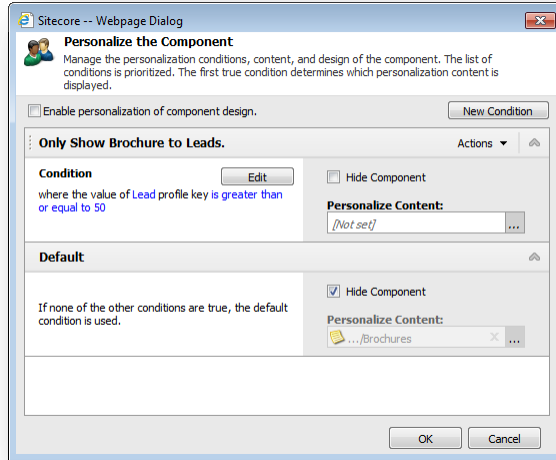 Sitecore -- Webpage Dialog
Personalize the Component
Manage the personalization conditions, content, and design of the component. The list of
conditions is prioritized. The first true condition determines which personalization content is
displayed.
Enable personalization of component design.
New Condition
Only Show Brochure to Leads.
Actions
Condition
Edit
Hide Component
where the value of Lead profile key is greater than
or equal to 50
Personalize Content:
[Not set]
...
Default
Hide Component
If none of the other conditions are true, the default
condition is used.
Personalize Content:
.../Brochures
...
OK
Cancel